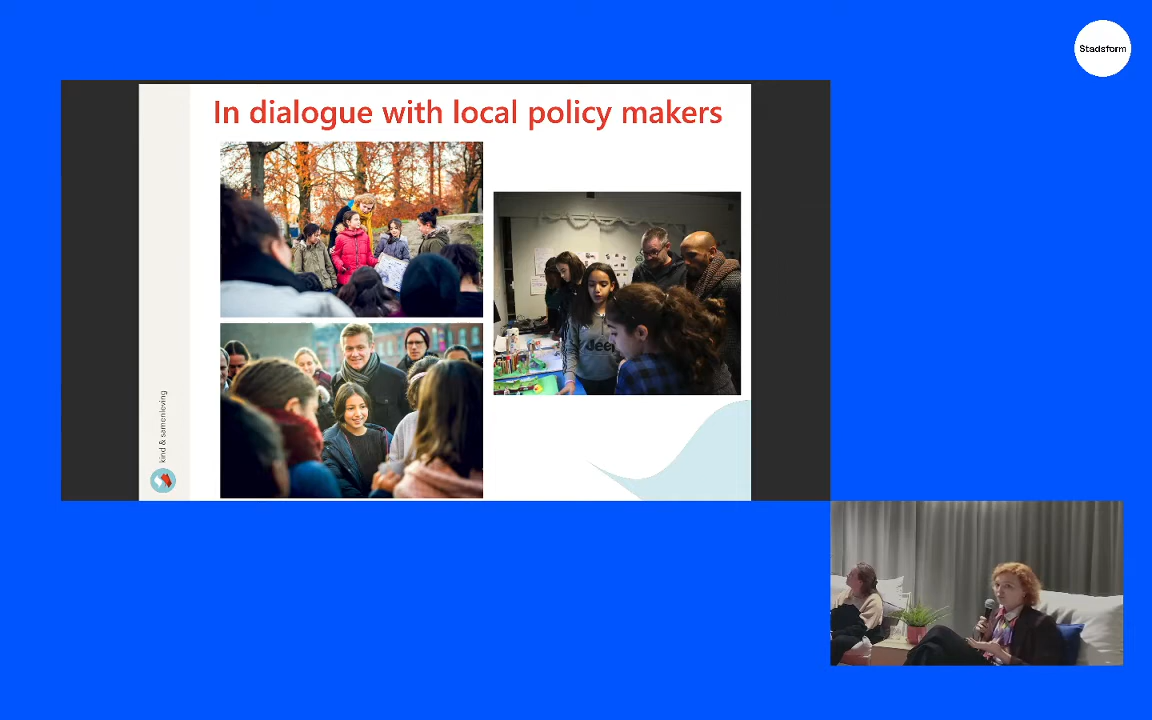 Stadsform
In dialogue with local policy makers
Jeep
kind & samenleving